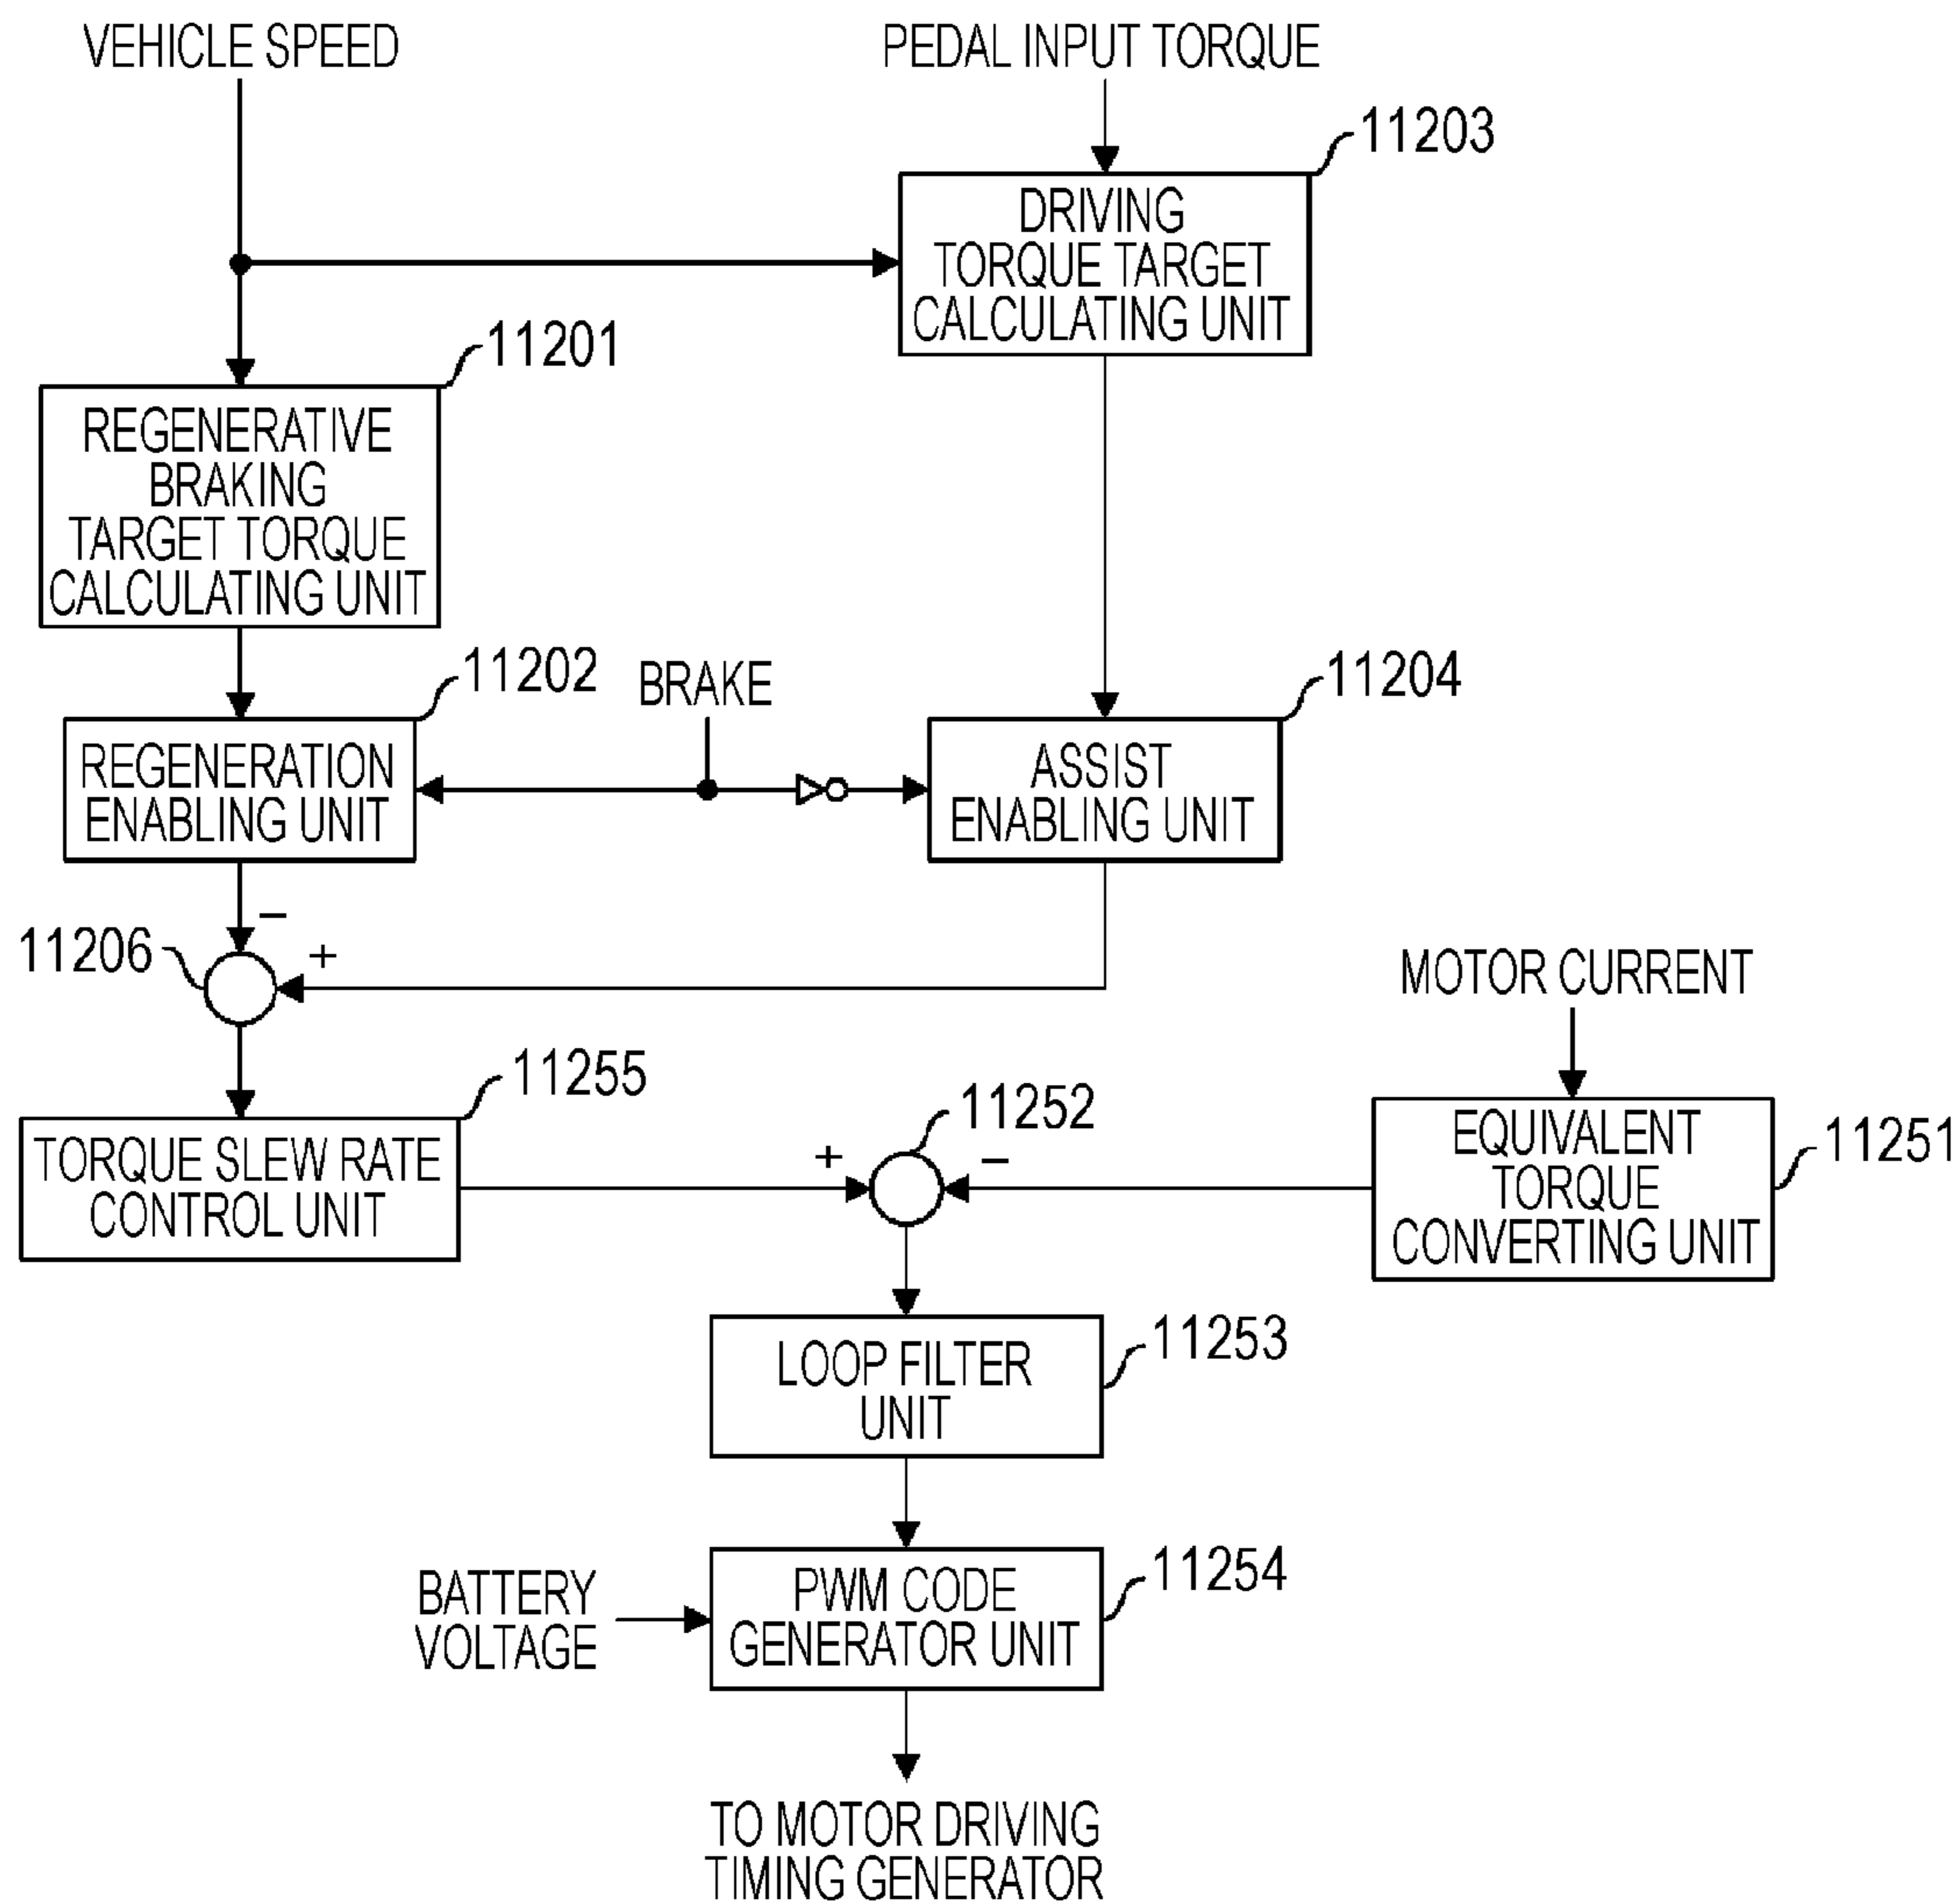 VEHICLE SPEED
PEDAL INPUT TORQUE
11203
DRIVING
TORQUE TARGET
CALCULATING UNIT
11201
REGENERATIVE
BRAKING
TARGET TORQUE
CALCULATING UNIT
11202
BRAKE
11204
REGENERATION
ENABLING UNIT
ASSIST
ENABLING UNIT
−
11206
+
MOTOR CURRENT
11255
11252
TORQUE SLEW RATE
CONTROL UNIT
+
−
EQUIVALENT
TORQUE
CONVERTING UNIT
11251
LOOP FILTER
UNIT
11253
BATTERY
VOLTAGE
PWM CODE
GENERATOR UNIT
11254
TO MOTOR DRIVING
TIMING GENERATOR